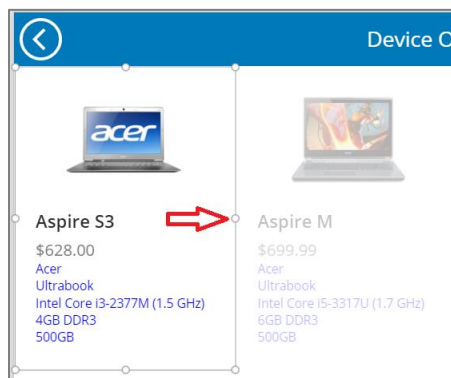 Device O
acer
Aspire S3
$628.00
Acer
Ultrabook
Intel Core i3-2377M (1.5 GHz)
4GB DDR3
500GB
Aspire M
$699.99
Acer
Ultrabook
Intel Core i5-3317U (1.7 GHz)
6GB DDR3
500GB